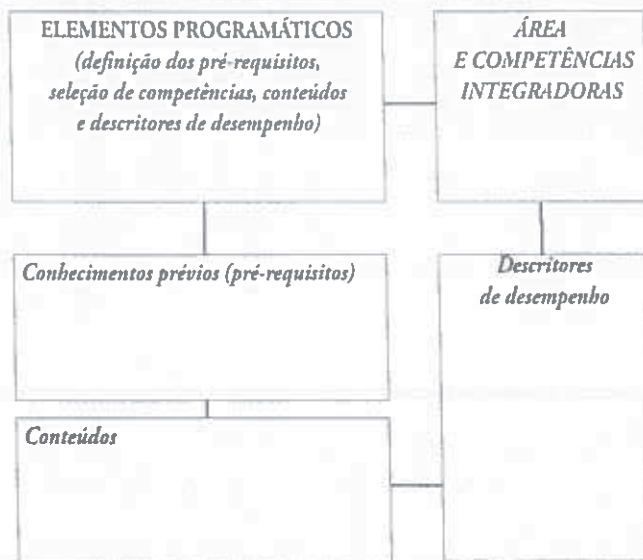 ELEMENTOS PROGRAMÁTICOS
(definição dos pré-requisitos,
seleção de competências, conteúdos
e descritores de desempenho)
ÁREA
E COMPETÊNCIAS
INTEGRADORAS
Conhecimentos prévios (pré-requisitos)
Descritores
de desempenho
Conteúdos